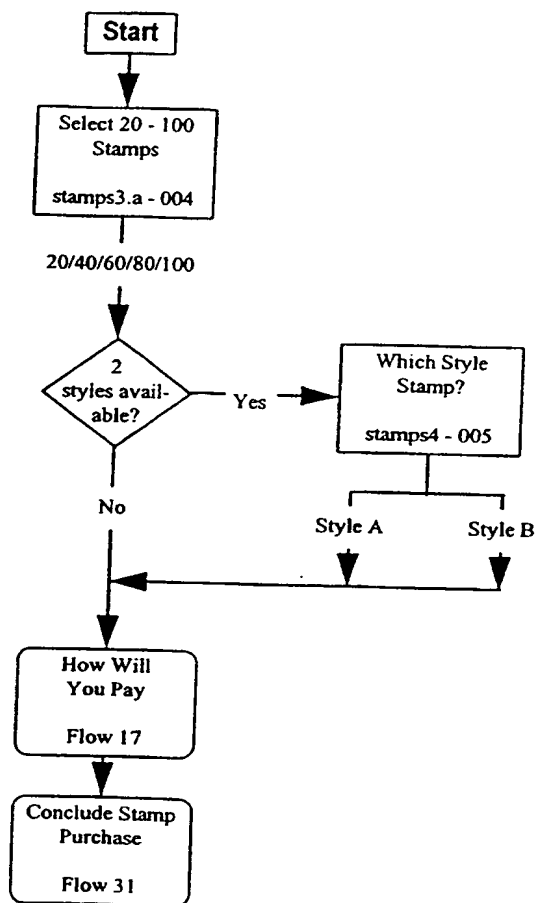 Start
Select 20 - 100
Stamps
stamps3.a - 004
20/40/60/80/100
2
styles avail-
able?
Yes
Which Style
Stamp?
stamps4 - 005
No
Style A
Style B
How Will
You Pay
Flow 17
Conclude Stamp
Purchase
Flow 31